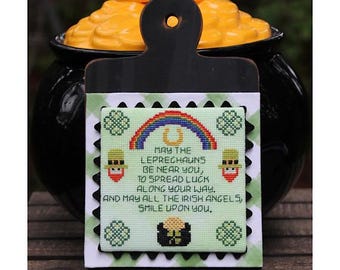 MAY THE
LEPRECHAUNS
BE NEAR YOU,
TO SPREAD LUCK
ALONG YOUR WAY.
AND MAY ALL THE IRISH ANGELS,
SMILE UPON YOU.